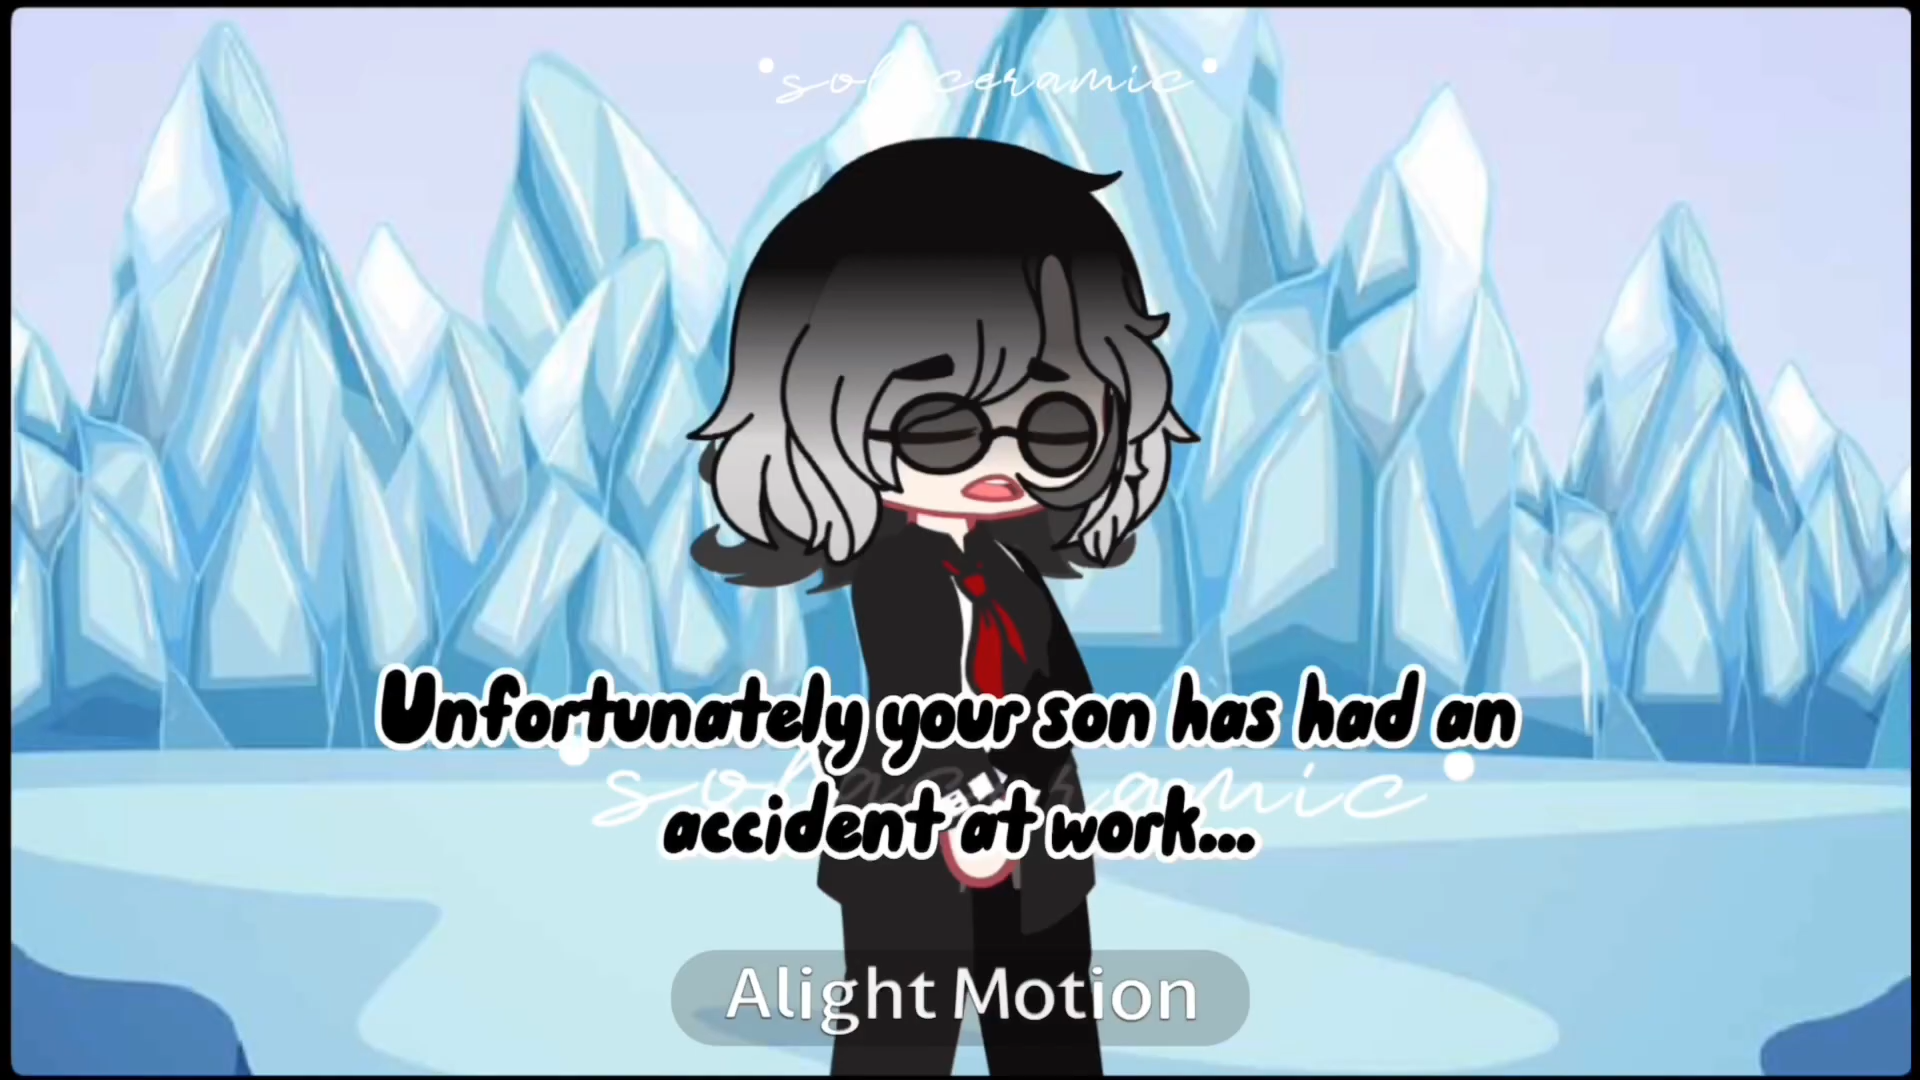 Unfortunately your son has had an
accident at work...
Alight Motion